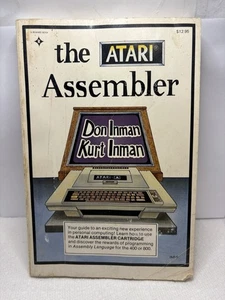 $12.95
the ATARI
Assembler
Don Inman
Kurt Inman
Your guide to an exciting new experience
in personal computing! Learn how to use
the ATARI ASSEMBLER CARTRIDGE
and discover the rewards of programming
in Assembly Language for the 400 or 800.